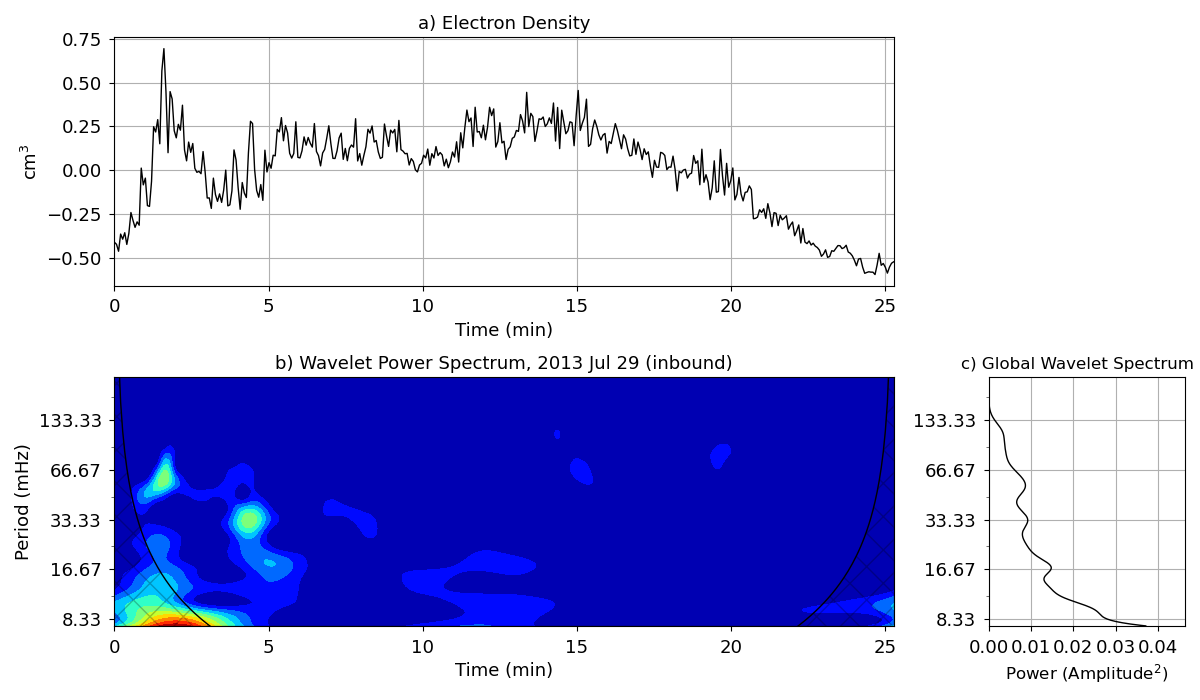 a) Electron Density
0.75
0.50
0.25
0.00
−0.25
−0.50
cm³
0 5 10 15 20 25
Time (min)
b) Wavelet Power Spectrum, 2013 Jul 29 (inbound)
133.33
66.67
33.33
16.67
8.33
Period (mHz)
0 5 10 15 20 25
Time (min)
c) Global Wavelet Spectrum
133.33
66.67
33.33
16.67
8.33
0.00 0.01 0.02 0.03 0.04
Power (Amplitude²)